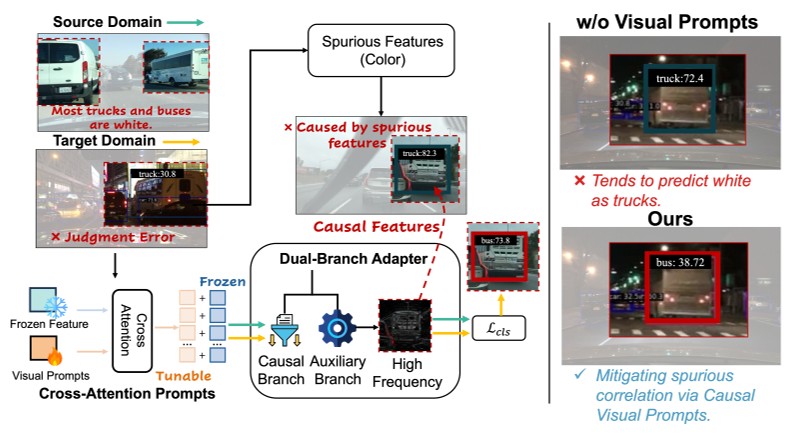 Source Domain
Most trucks and buses
are white.
Target Domain
truck:30.8
× Judgment Error
Spurious Features
(Color)
× Caused by spurious
features
truck:82.3
Causal Features
Frozen Feature
Visual Prompts
Cross
Attention
Frozen
+
+
+
... ...
+
Tunable
Cross-Attention Prompts
Dual-Branch Adapter
Causal
Branch
Auxiliary
Branch
High
Frequency
bus:73.8
ℒcls
w/o Visual Prompts
30.8
truck:72.4
× Tends to predict white
as trucks.
Ours
bus: 38.72
✓ Mitigating spurious
correlation via Causal
Visual Prompts.